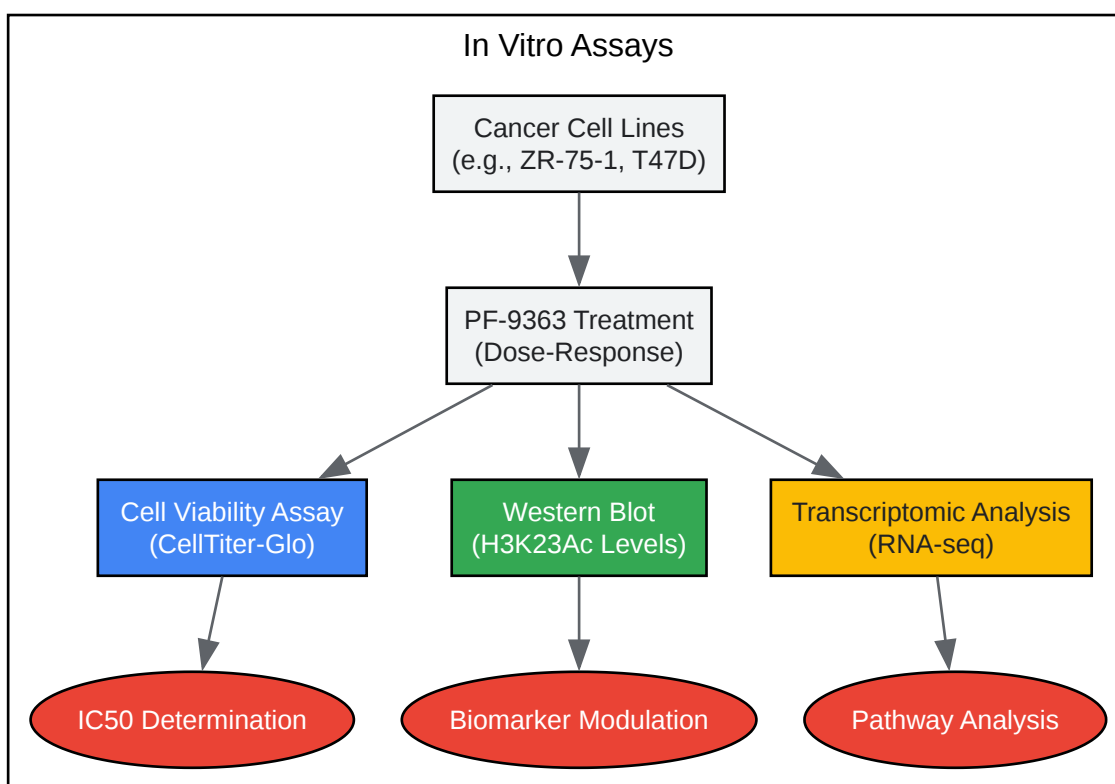 In Vitro Assays
Cancer Cell Lines
(e.g., ZR-75-1, T47D)
PF-9363 Treatment
(Dose-Response)
Cell Viability Assay
(CellTiter-Glo)
Western Blot
(H3K23Ac Levels)
Transcriptomic Analysis
(RNA-seq)
IC50 Determination
Biomarker Modulation
Pathway Analysis